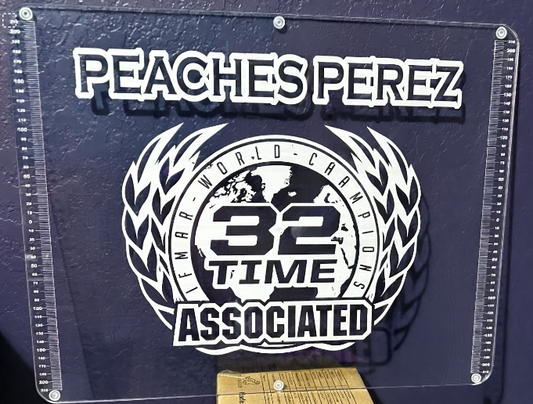 PEACHES PEREZ
IFMAR-WORLD-CHAMPIONS
32
TIME
ASSOCIATED